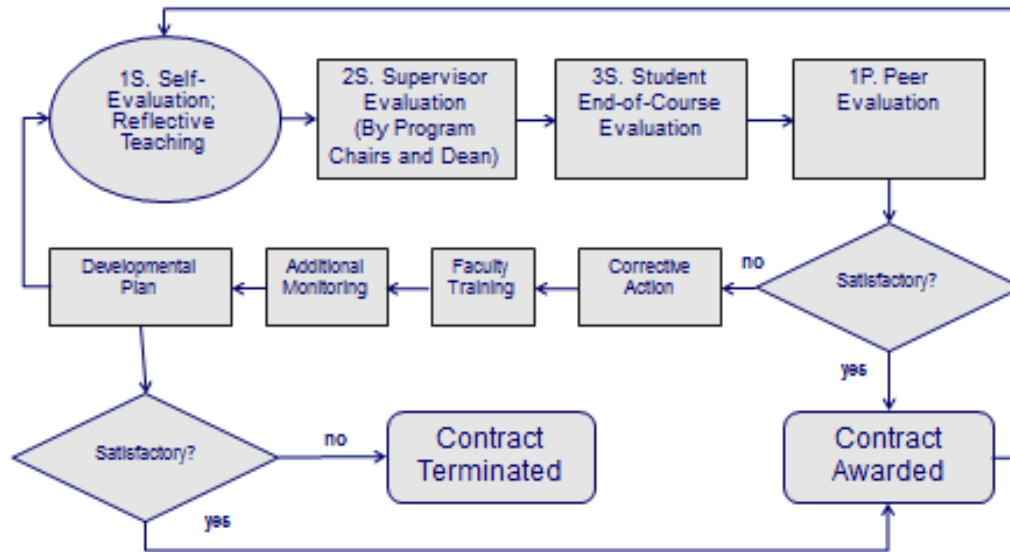 1S. Self-
Evaluation;
Reflective
Teaching
2S. Supervisor
Evaluation
(By Program
Chairs and Dean)
3S. Student
End-of-Course
Evaluation
1P. Peer
Evaluation
Developmental
Plan
Additional
Monitoring
Faculty
Training
Corrective
Action
no
Satisfactory?
yes
Satisfactory?
no
Contract
Terminated
Contract
Awarded
yes